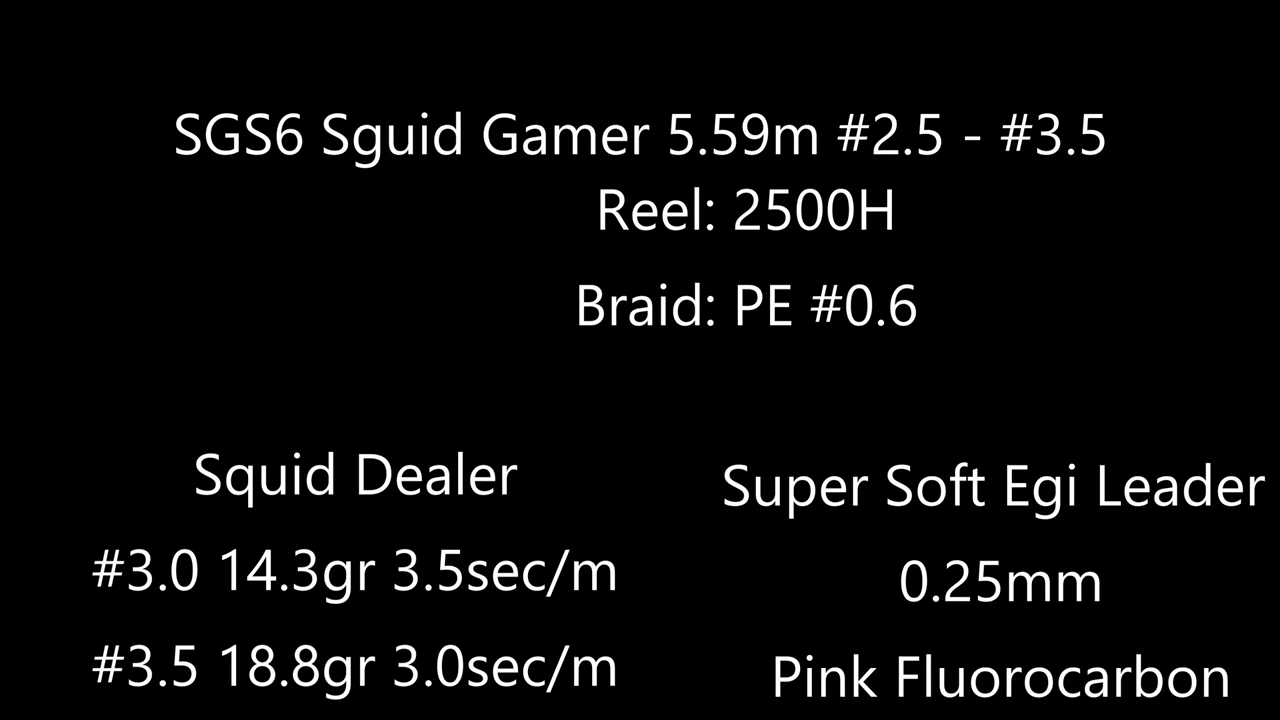 SGS6 Sguid Gamer 5.59m #2.5 - #3.5
Reel: 2500H
Braid: PE #0.6
Squid Dealer
#3.0 14.3gr 3.5sec/m
#3.5 18.8gr 3.0sec/m
Super Soft Egi Leader
0.25mm
Pink Fluorocarbon